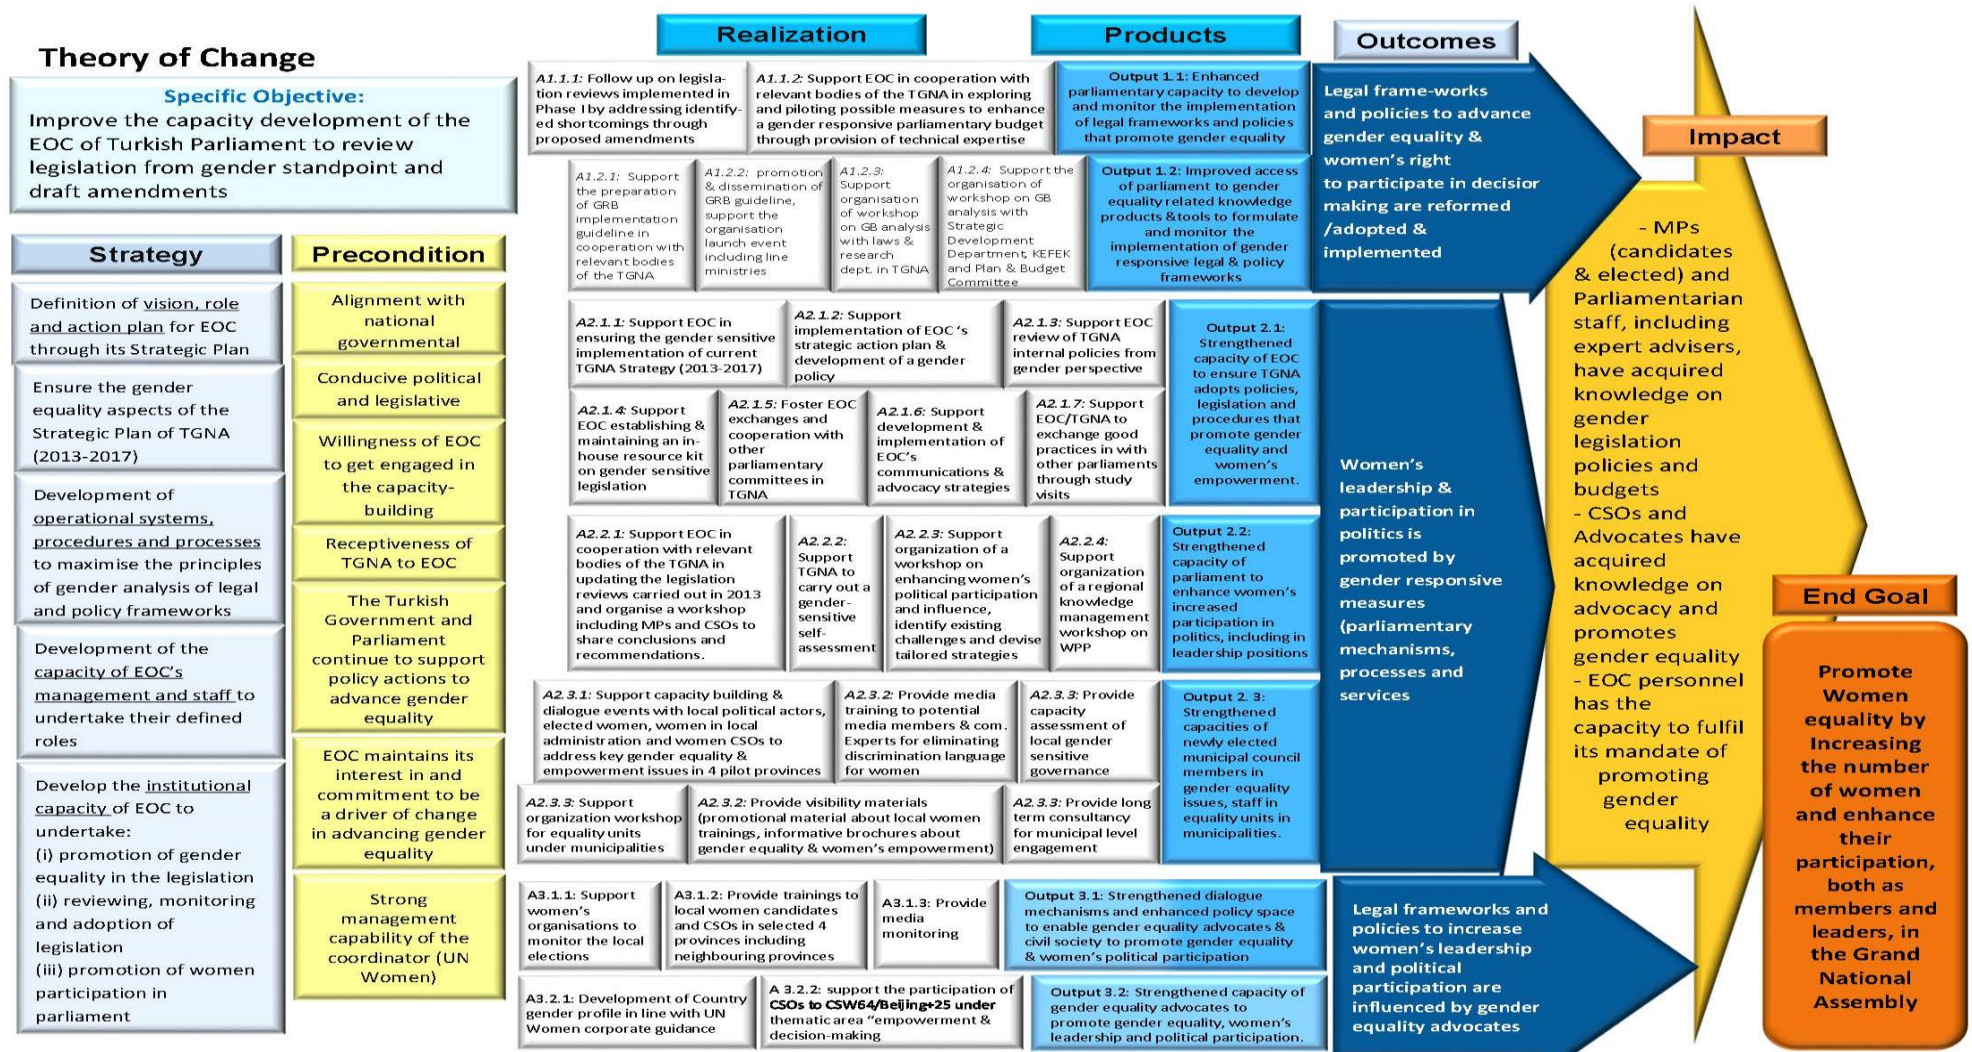 Theory of Change
Specific Objective:
Improve the capacity development of the
EOC of Turkish Parliament to review
legislation from gender standpoint and
draft amendments
Strategy
Definition of vision, role
and action plan for EOC
through its Strategic Plan
Ensure the gender
equality aspects of the
Strategic Plan of TGNA
(2013-2017)
Development of
operational systems,
procedures and processes
to maximise the principles
of gender analysis of legal
and policy frameworks
Development of the
capacity of EOC's
management and staff to
undertake their defined
roles
Develop the institutional
capacity of EOC to
undertake:
(i) promotion of gender
equality in the legislation
(ii) reviewing, monitoring
and adoption of
legislation
(iii) promotion of women
participation in
parliament
Precondition
Alignment with
national
governmental
Conducive political
and legislative
Willingness of EOC
to get engaged in
the capacity-
building
Receptiveness of
TGNA to EOC
The Turkish
Government and
Parliament
continue to support
policy actions to
advance gender
equality
EOC maintains its
interest in and
commitment to be
a driver of change
in advancing gender
equality
Strong
management
capability of the
coordinator (UN
Women)
Realization
A1.1.1: Follow up on legisla-
tion reviews implemented in
Phase I by addressing identify-
ed shortcomings through
proposed amendments
A1.1.2: Support EOC in cooperation with
relevant bodies of the TGNA in exploring
and piloting possible measures to enhance
a gender responsive parliamentary budget
through provision of technical expertise
A1.2.1: Support
the preparation
of GRB
implementation
guideline in
cooperation with
relevant bodies
of the TGNA
A1.2.2: promotion
& dissemination of
GRB guideline,
support the
organisation
launch event
including line
ministries
A1.2.3:
Support
organisation
of workshop
on GB analysis
with laws &
research
dept. in TGNA
A1.2.4: Support the
organisation of
workshop on GB
analysis with
Strategic
Development
Department, KEFEK
and Plan & Budget
Committee
A2.1.1: Support EOC in
ensuring the gender sensitive
implementation of current
TGNA Strategy (2013-2017)
A2.1.2: Support
implementation of EOC 's
strategic action plan &
development of a gender
policy
A2.1.3: Support EOC
review of TGNA
internal policies from
gender perspective
A2.1.4: Support
EOC establishing &
maintaining an in-
house resource kit
on gender sensitive
legislation
A2.1.5: Foster EOC
exchanges and
cooperation with
other
parliamentary
committees in
TGNA
A2.1.6: Support
development &
implementation of
EOC's
communications &
advocacy strategies
A2.1.7: Support
EOC/TGNA to
exchange good
practices in with
other parliaments
through study
visits
A2.2.1: Support EOC in
cooperation with relevant
bodies of the TGNA in
updating the legislation
reviews carried out in 2013
and organise a workshop
including MPs and CSOs to
share conclusions and
recommendations.
A2.2.2:
Support
TGNA to
carry out a
gender-
sensitive
self-
assessment
A2.2.3: Support
organization of a
workshop on
enhancing women's
political participation
and influence,
identify existing
challenges and devise
tailored strategies
A2.2.4:
Support
organization
of a regional
knowledge
management
workshop on
WPP
A2.3.1: Support capacity building &
dialogue events with local political actors,
elected women, women in local
administration and women CSOs to
address key gender equality &
empowerment issues in 4 pilot provinces
A2.3.2: Provide media
training to potential
media members & com.
Experts for eliminating
discrimination language
for women
A2.3.3: Provide
capacity
assessment of
local gender
sensitive
governance
A2.3.3: Support
organization workshop
for equality units
under municipalities
A2.3.2: Provide visibility materials
(promotional material about local women
trainings, informative brochures about
gender equality & women's empowerment)
A2.3.3: Provide long
term consultancy
for municipal level
engagement
A3.1.1: Support
women's
organisations to
monitor the local
elections
A3.1.2: Provide trainings to
local women candidates
and CSOs in selected 4
provinces including
neighbouring provinces
A3.1.3: Provide
media
monitoring
A3.2.1: Development of Country
gender profile in line with UN
Women corporate guidance
A 3.2.2: support the participation of
CSOs to CSW64/Beijing+25 under
thematic area "empowerment &
decision-making
Products
Output 1.1: Enhanced
parliamentary capacity to develop
and monitor the implementation
of legal frameworks and policies
that promote gender equality
Output 1.2: Improved access
of parliament to gender
equality related knowledge
products &tools to formulate
and monitor the
implementation of gender
responsive legal & policy
frameworks
Output 2.1:
Strengthened
capacity of EOC
to ensure TGNA
adopts policies,
legislation and
procedures that
promote gender
equality and
women's
empowerment.
Output 2.2:
Strengthened
capacity of
parliament to
enhance women's
increased
participation in
politics, including in
leadership positions
Output 2. 3:
Strengthened
capacities of
newly elected
municipal council
members in
gender equality
issues, staff in
equality units in
municipalities.
Output 3.1: Strengthened dialogue
mechanisms and enhanced policy space
to enable gender equality advocates &
civil society to promote gender equality
& women's political participation
Output 3.2: Strengthened capacity of
gender equality advocates to
promote gender equality, women's
leadership and political participation.
Outcomes
Legal frame-works
and policies to advance
gender equality &
women's right
to participate in decisior
making are reformed
/adopted &
implemented
Women's
leadership &
participation in
politics is
promoted by
gender responsive
measures
(parliamentary
mechanisms,
processes and
services
Legal frameworks and
policies to increase
women's leadership
and political
participation are
influenced by gender
equality advocates
Impact
- MPs
(candidates
& elected) and
Parliamentarian
staff, including
expert advisers,
have acquired
knowledge on
gender
legislation
policies and
budgets
- CSOs and
Advocates have
acquired
knowledge on
advocacy and
promotes
gender equality
- EOC personnel
has the
capacity to fulfil
its mandate of
promoting
gender
equality
End Goal
Promote
Women
equality by
Increasing
the number
of women
and enhance
their
participation,
both as
members and
leaders, in
the Grand
National
Assembly